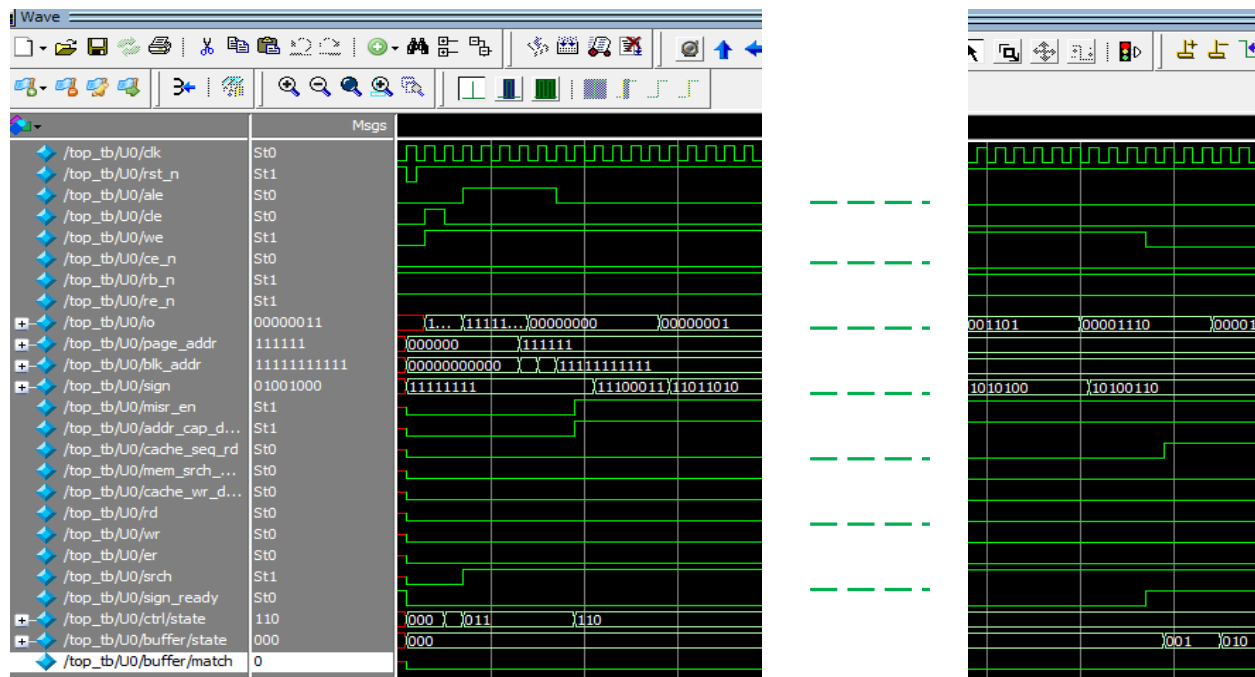 Wave
Msgs
/top_tb/U0/clk St0
/top_tb/U0/rst_n St1
/top_tb/U0/ale St0
/top_tb/U0/cle St0
/top_tb/U0/we St1
/top_tb/U0/ce_n St0
/top_tb/U0/rb_n St1
/top_tb/U0/re_n St1
/top_tb/U0/io 00000011 1... 11111... 00000000 00000001 001101 00001110 00001
/top_tb/U0/page_addr 111111 000000 111111
/top_tb/U0/blk_addr 11111111111 00000000000 11111111111
/top_tb/U0/sign 01001000 11111111 11100011 11011010 1010100 10100110
/top_tb/U0/misr_en St1
/top_tb/U0/addr_cap_d... St1
/top_tb/U0/cache_seq_rd St0
/top_tb/U0/mem_srch_... St0
/top_tb/U0/cache_wr_d... St0
/top_tb/U0/rd St0
/top_tb/U0/wr St0
/top_tb/U0/er St0
/top_tb/U0/srch St1
/top_tb/U0/sign_ready St0
/top_tb/U0/ctrl/state 110 000 011 110
/top_tb/U0/buffer/state 000 000 001 010
/top_tb/U0/buffer/match 0